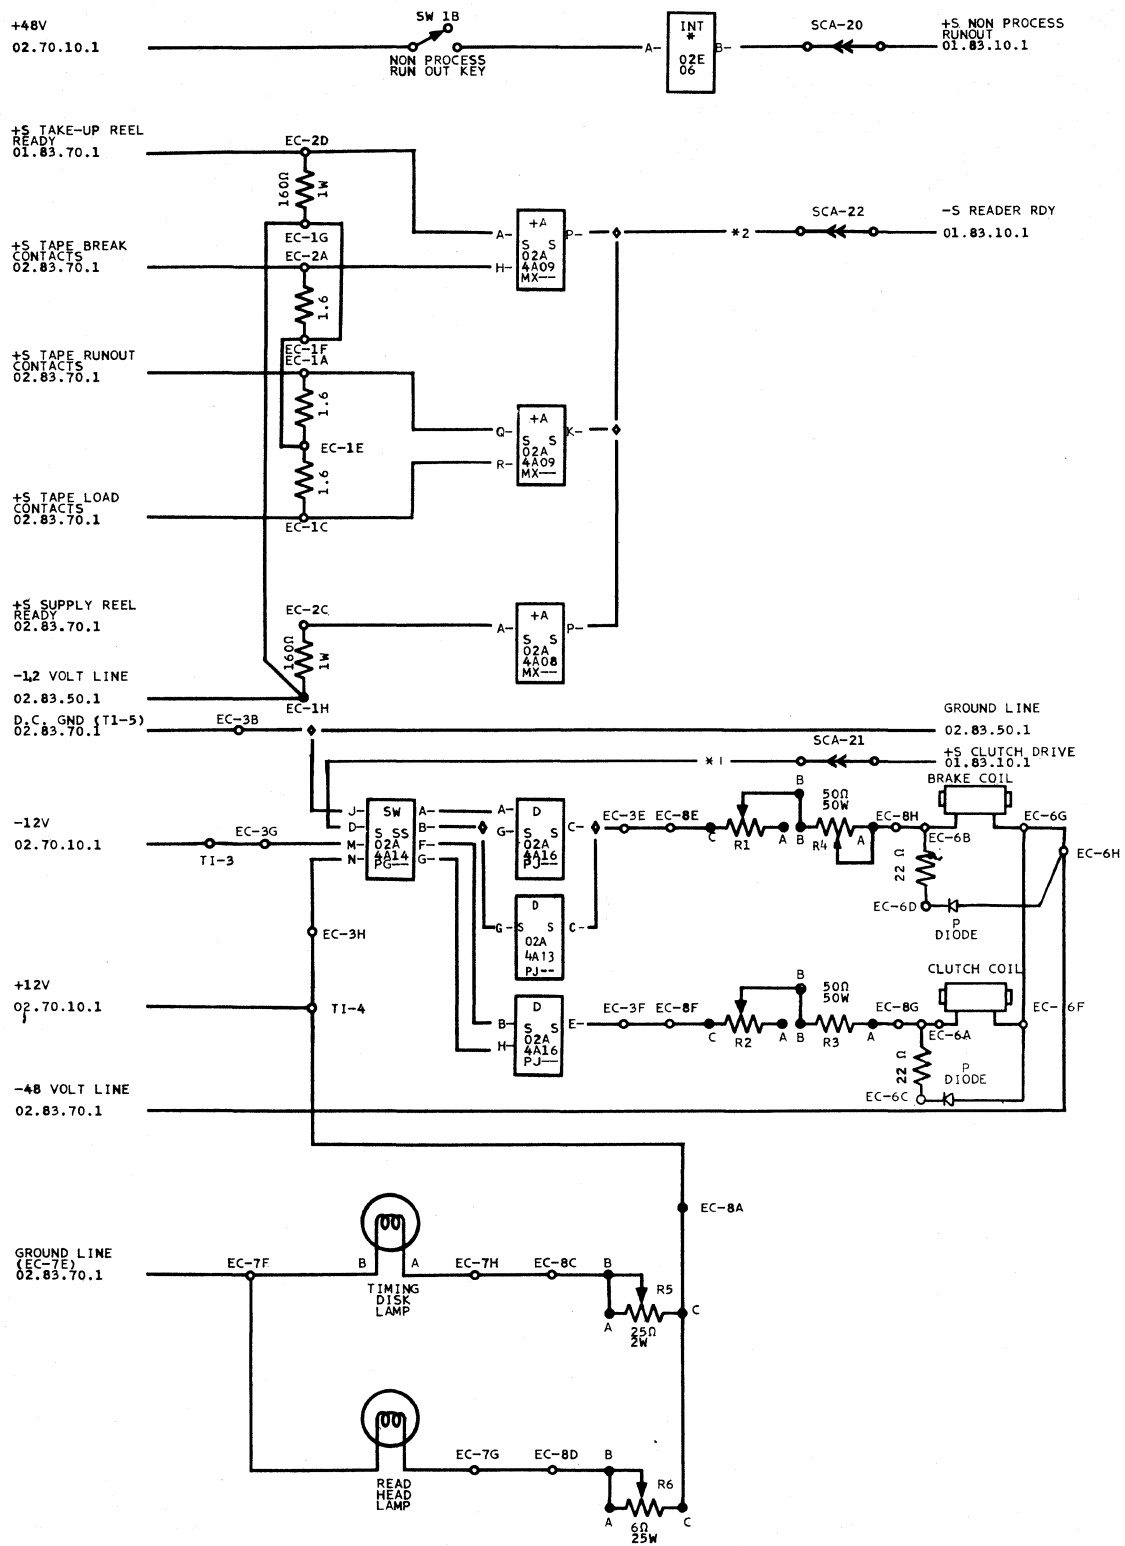 +48V
02.70.10.1
SW 1B
NON PROCESS
RUN OUT KEY
A-
INT
*
02E
06
B-
SCA-20
+S NON PROCESS
RUNOUT
01.83.10.1
+S TAKE-UP REEL
READY
01.83.70.1
EC-2D
160Ω
1W
EC-1G
+S TAPE BREAK
CONTACTS
02.83.70.1
EC-2A
1.6
EC-1F
A-
H-
+A
S S
02A
4A09
MX--
P-
*2
SCA-22
-S READER RDY
01.83.10.1
+S TAPE RUNOUT
CONTACTS
02.83.70.1
EC-1A
1.6
EC-1E
1.6
+S TAPE LOAD
CONTACTS
02.83.70.1
EC-1C
Q-
R-
+A
S S
02A
4A09
MX--
K-
+S SUPPLY REEL
READY
02.83.70.1
EC-2C
160Ω
1W
A-
+A
S S
02A
4A08
MX--
P-
-12 VOLT LINE
02.83.50.1
EC-1H
D.C. GND (T1-5)
02.83.70.1
EC-3B
GROUND LINE
02.83.50.1
*1
SCA-21
+S CLUTCH DRIVE
01.83.10.1
-12V
02.70.10.1
TI-3
EC-3G
J-
D-
M-
N-
SW
S SS
02A
4A14
PG--
A-
B-
F-
G-
A-
G-
D
S S
02A
4A16
PJ--
C-
EC-3E
EC-8E
C
R1
A
B
B
50Ω
50W
R4
A
EC-8H
EC-6B
BRAKE COIL
EC-6G
EC-6H
22 Ω
EC-6D
P
DIODE
G-
D
S S
02A
4A13
PJ--
C-
EC-3H
+12V
02.70.10.1
TI-4
B-
H-
D
S S
02A
4A16
PJ--
E-
EC-3F
EC-8F
C
R2
A
B
B
50Ω
50W
R3
A
EC-8G
EC-6A
CLUTCH COIL
EC-6F
22 Ω
EC-6C
P
DIODE
-48 VOLT LINE
02.83.70.1
EC-8A
GROUND LINE
(EC-7E)
02.83.70.1
EC-7F
B
A
TIMING
DISK
LAMP
EC-7H
EC-8C
B
R5
A
C
25Ω
2W
READ
HEAD
LAMP
EC-7G
EC-8D
B
R6
A
C
6Ω
25W